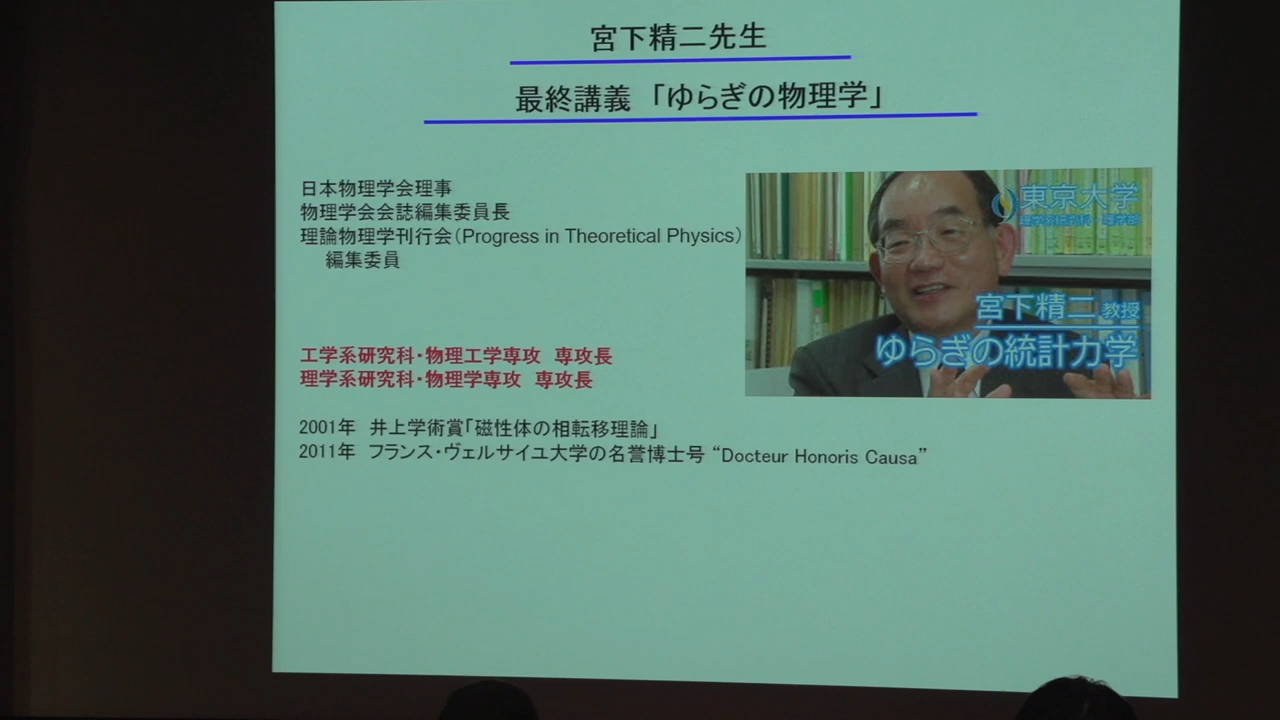 宮下精二先生
最終講義 「ゆらぎの物理学」
日本物理学会理事
物理学会会誌編集委員長
理論物理学刊行会(Progress in Theoretical Physics)
編集委員
東京大学
宮下精二 教授
ゆらぎの統計力学
工学系研究科・物理工学専攻 専攻長
理学系研究科・物理学専攻 専攻長
2001年 井上学術賞「磁性体の相転移理論」
2011年 フランス・ヴェルサイユ大学の名誉博士号 “Docteur Honoris Causa”